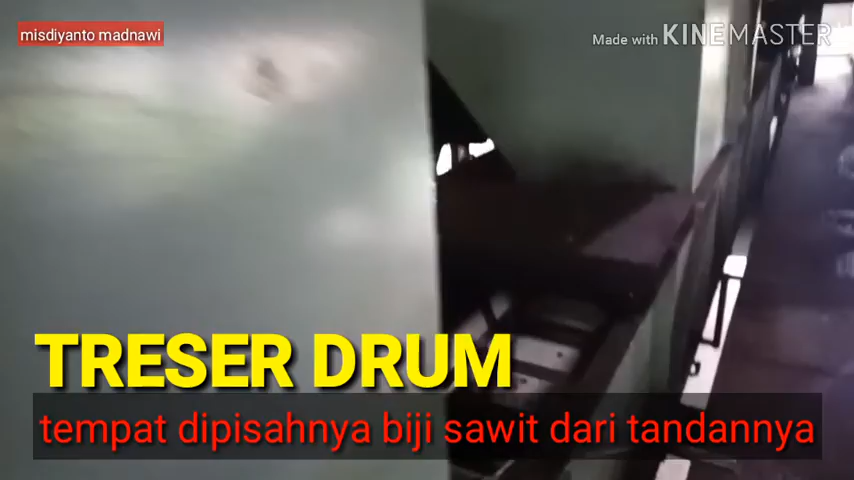 misdiyanto madnawi
Made with KINEMASTER
TRESER DRUM
tempat dipisahnya biji sawit dari tandannya